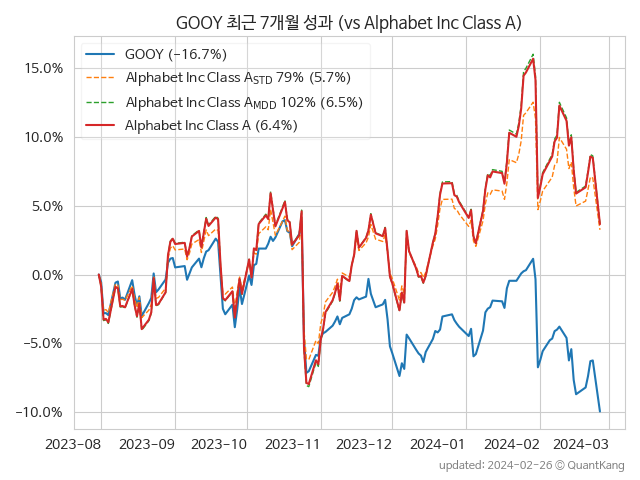 GOOY 최근 7개월 성과 (vs Alphabet Inc Class A)
GOOY (−16.7%)
Alphabet Inc Class A STD 79% (5.7%)
Alphabet Inc Class A MDD 102% (6.5%)
Alphabet Inc Class A (6.4%)
15.0%
10.0%
5.0%
0.0%
−5.0%
−10.0%
2023-08 2023-09 2023-10 2023-11 2023-12 2024-01 2024-02 2024-03
updated: 2024-02-26 © QuantKang